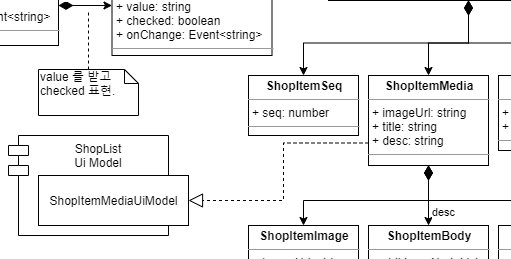 + value: string
nt<string>
+ checked: boolean
+ onChange: Event<string>
value 를 받고
checked 표현.
ShopItemSeq
+ seq: number
ShopItemMedia
+ imageUrl: string
+ title: string
+ desc: string
ShopList
Ui Model
ShopItemMediaUiModel
desc
ShopItemImage
ShopItemBody